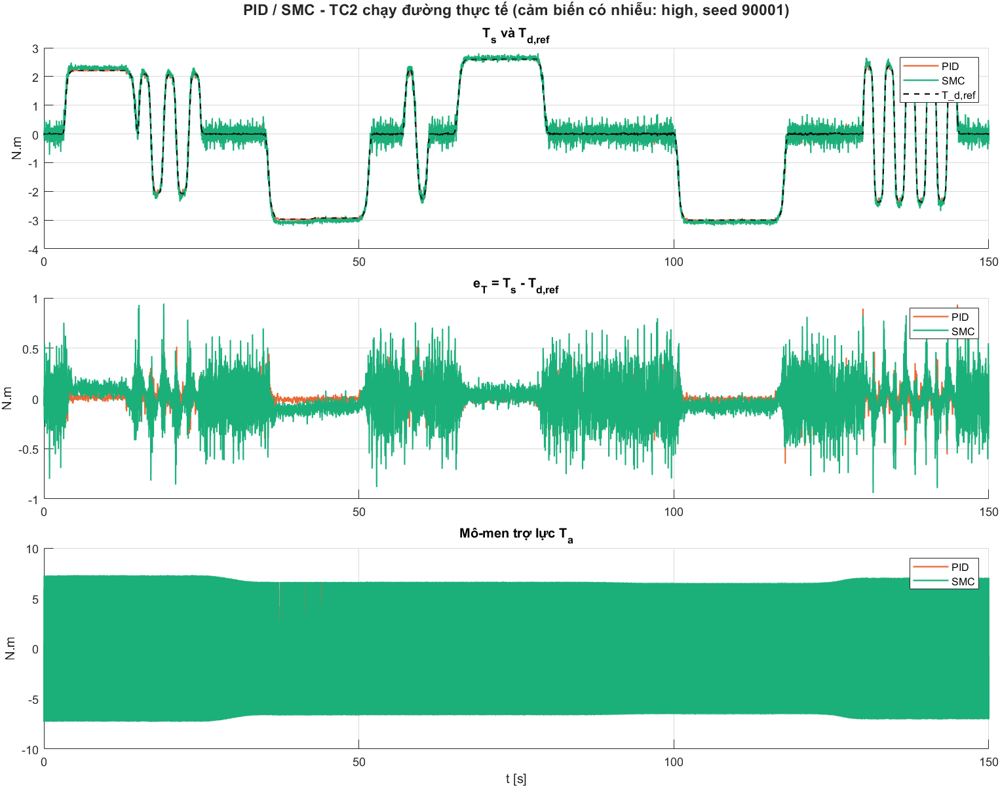 PID / SMC - TC2 chạy đường thực tế (cảm biến có nhiễu: high, seed 90001)
T_s và T_d,ref
3
2
1
0
-1
-2
-3
-4
N.m
0
50
100
150
PID
SMC
T_d,ref
e_T = T_s - T_d,ref
1
0.5
0
-0.5
-1
N.m
0
50
100
150
PID
SMC
Mô-men trợ lực T_a
10
5
0
-5
-10
N.m
0
50
100
150
PID
SMC
t [s]